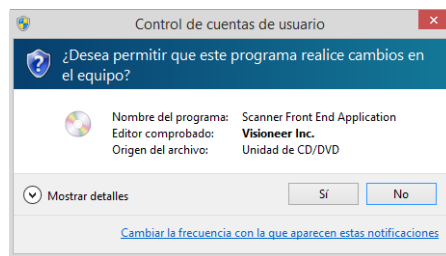 Control de cuentas de usuario
¿Desea permitir que este programa realice cambios en
el equipo?
Nombre del programa: Scanner Front End Application
Editor comprobado: Visioneer Inc.
Origen del archivo: Unidad de CD/DVD
Mostrar detalles Sí No
Cambiar la frecuencia con la que aparecen estas notificaciones